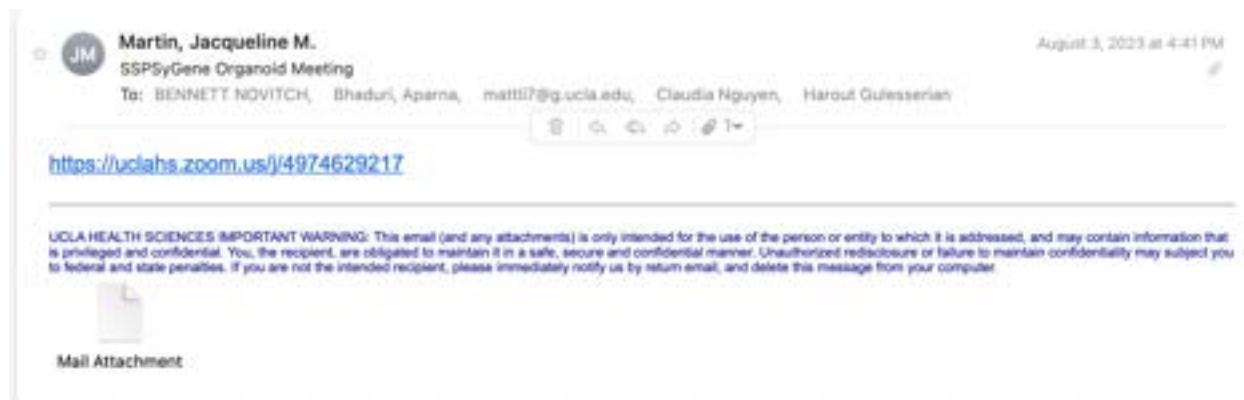 JM
Martin, Jacqueline M.
August 3, 2023 at 4:41 PM
SSPSyGene Organoid Meeting
To: BENNETT NOVITCH, Bhaduri, Aparna, mattli7@g.ucla.edu, Claudia Nguyen, Harout Gulesserian
1
https://uclahs.zoom.us/j/4974629217
UCLA HEALTH SCIENCES IMPORTANT WARNING: This email (and any attachments) is only intended for the use of the person or entity to which it is addressed, and may contain information that
is privileged and confidential. You, the recipient, are obligated to maintain it in a safe, secure and confidential manner. Unauthorized redisclosure or failure to maintain confidentiality may subject you
to federal and state penalties. If you are not the intended recipient, please immediately notify us by return email, and delete this message from your computer.
Mail Attachment